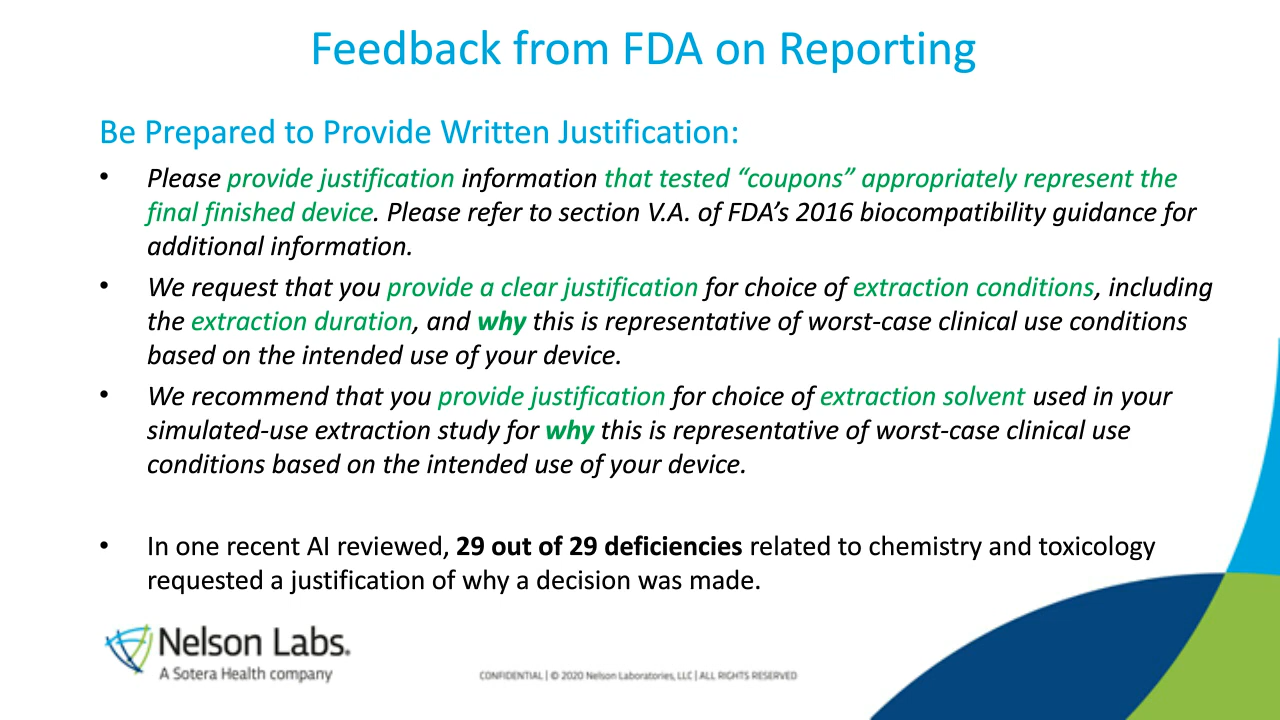 Feedback from FDA on Reporting
Be Prepared to Provide Written Justification:
• Please provide justification information that tested “coupons” appropriately represent the
final finished device. Please refer to section V.A. of FDA’s 2016 biocompatibility guidance for
additional information.
• We request that you provide a clear justification for choice of extraction conditions, including
the extraction duration, and why this is representative of worst-case clinical use conditions
based on the intended use of your device.
• We recommend that you provide justification for choice of extraction solvent used in your
simulated-use extraction study for why this is representative of worst-case clinical use
conditions based on the intended use of your device.
• In one recent AI reviewed, 29 out of 29 deficiencies related to chemistry and toxicology
requested a justification of why a decision was made.
Nelson Labs.
A Sotera Health company
CONFIDENTIAL | © 2020 Nelson Laboratories, LLC | ALL RIGHTS RESERVED